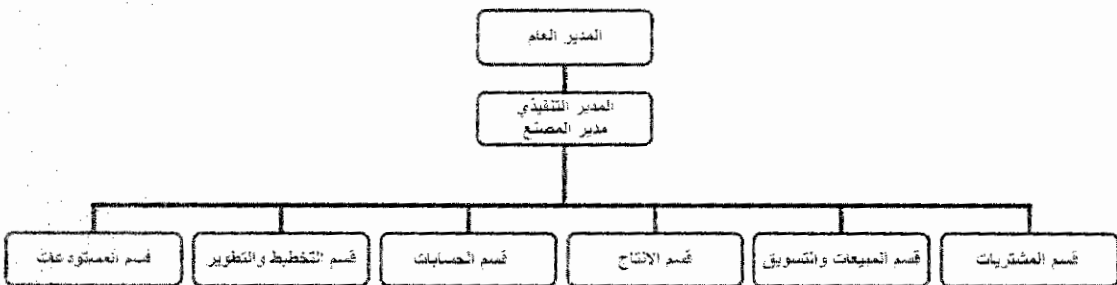 المدير العام
المدير التنفيذي
مدير المصنع
قسم المشتريات
قسم المبيعات والتسويق
قسم الانتاج
قسم الحسابات
قسم التخطيط والتطوير
قسم المستودعات